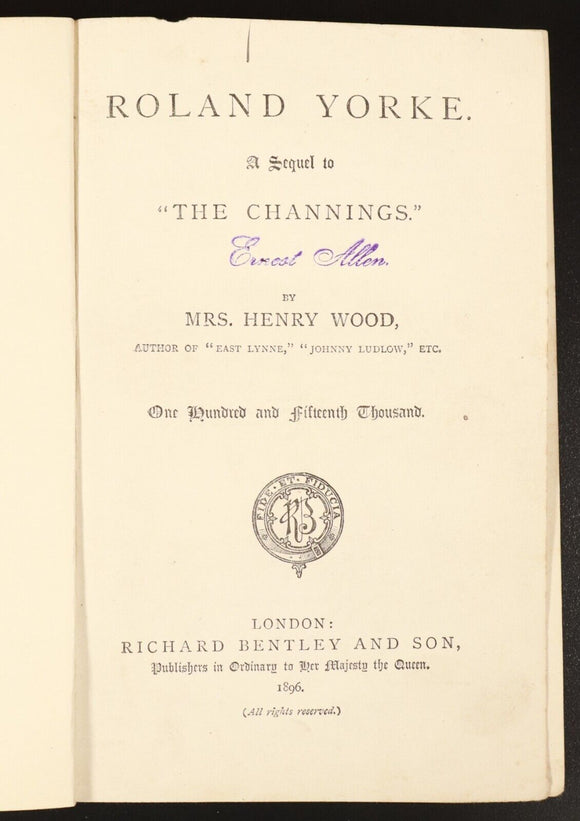 ROLAND YORKE.
A Sequel to
"THE CHANNINGS."
Ernest Allen.
BY
MRS. HENRY WOOD,
AUTHOR OF "EAST LYNNE," "JOHNNY LUDLOW," ETC.
One Hundred and Fifteenth Thousand.
FIDE·ET·FIDUCIA
RB
LONDON:
RICHARD BENTLEY AND SON,
Publishers in Ordinary to Her Majesty the Queen.
1896.
(All rights reserved.)